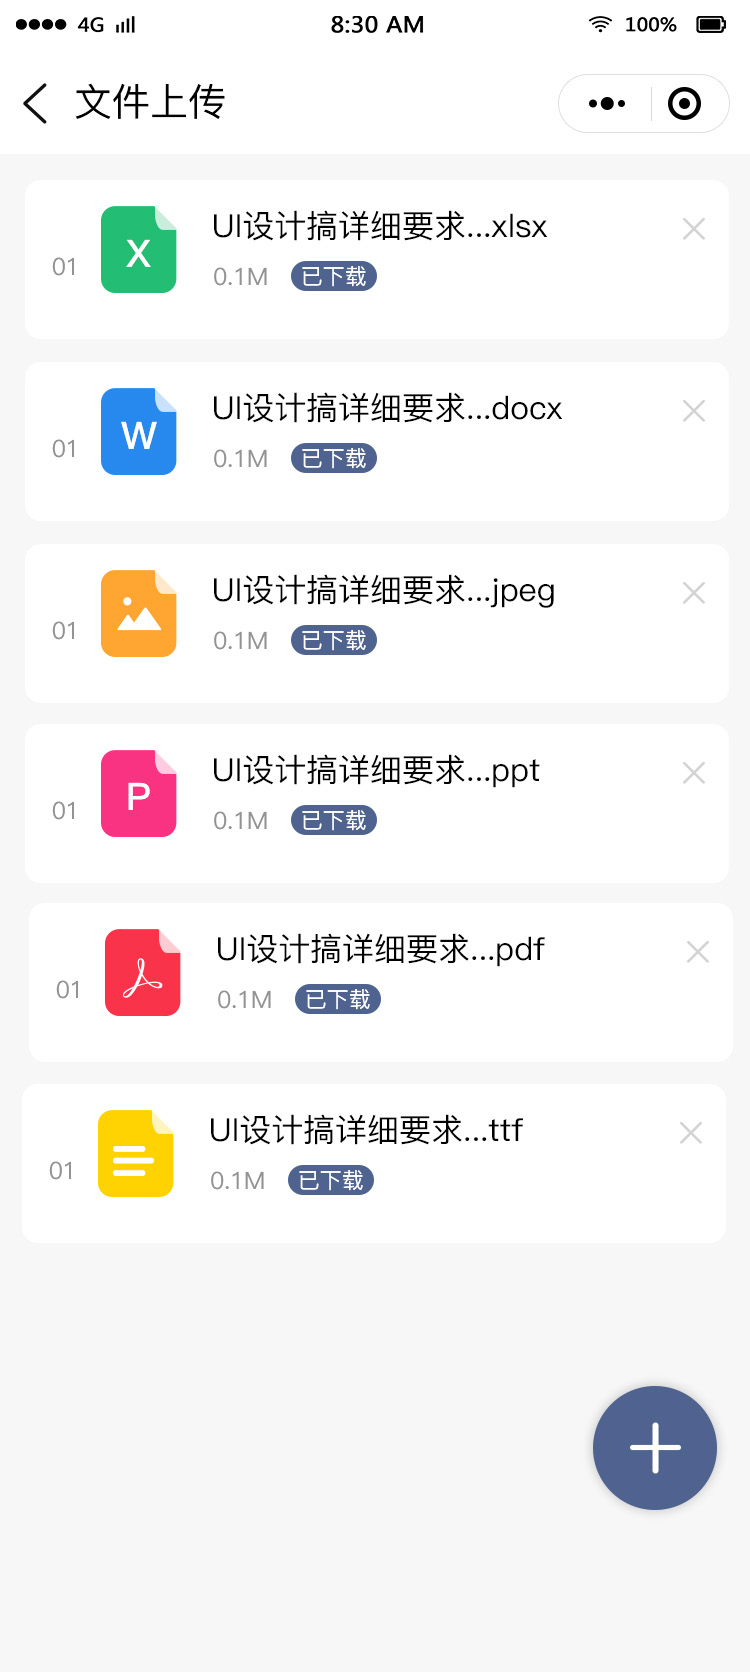 4G 8:30 AM 100%
文件上传
UI设计搞详细要求...xlsx
01 X
0.1M 已下载
UI设计搞详细要求...docx
01 W
0.1M 已下载
UI设计搞详细要求...jpeg
01
0.1M 已下载
UI设计搞详细要求...ppt
01 P
0.1M 已下载
UI设计搞详细要求...pdf
01
0.1M 已下载
UI设计搞详细要求...ttf
01
0.1M 已下载